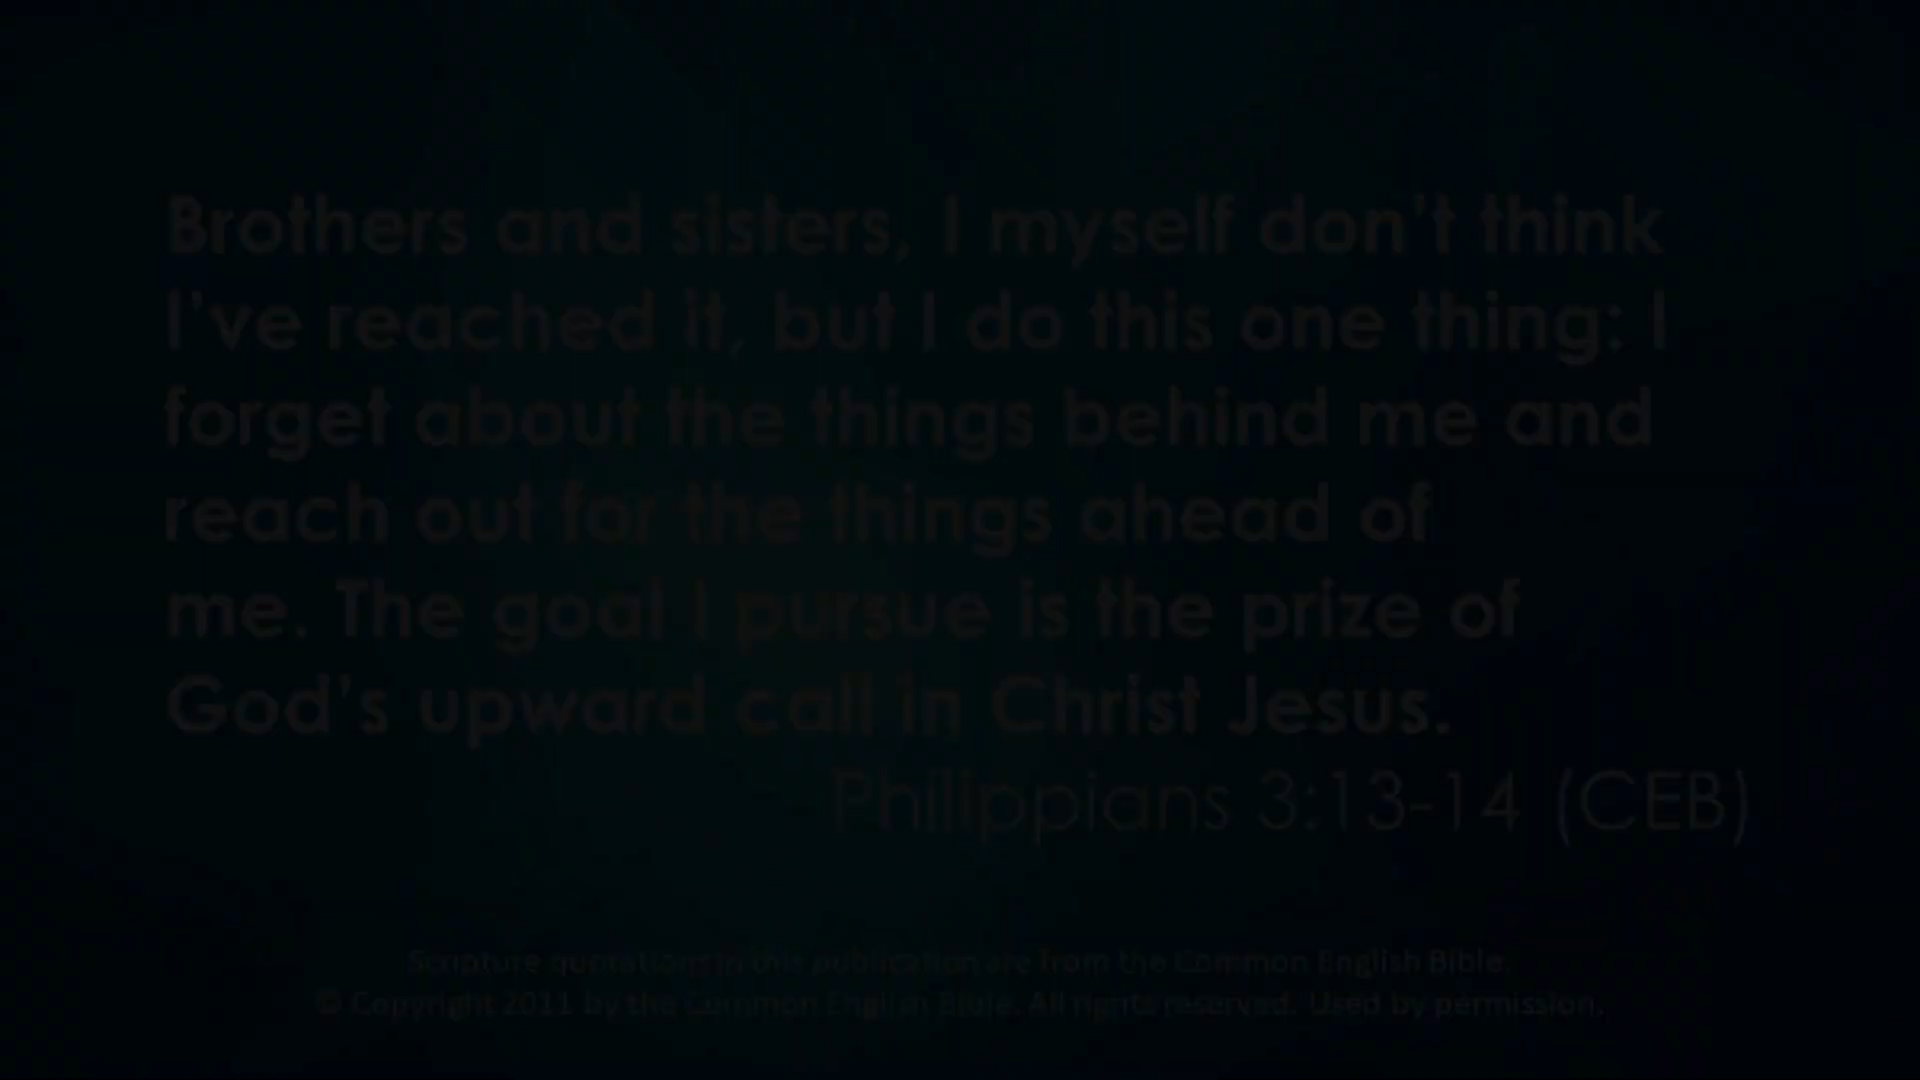 Brothers and sisters, I myself don't think
I've reached it, but I do this one thing: I
forget about the things behind me and
reach out for the things ahead of
me. The goal I pursue is the prize of
God's upward call in Christ Jesus.
Philippians 3:13-14 (CEB)
Scripture quotations in this publication are from the Common English Bible.
© Copyright 2011 by the Common English Bible. All rights reserved. Used by permission.